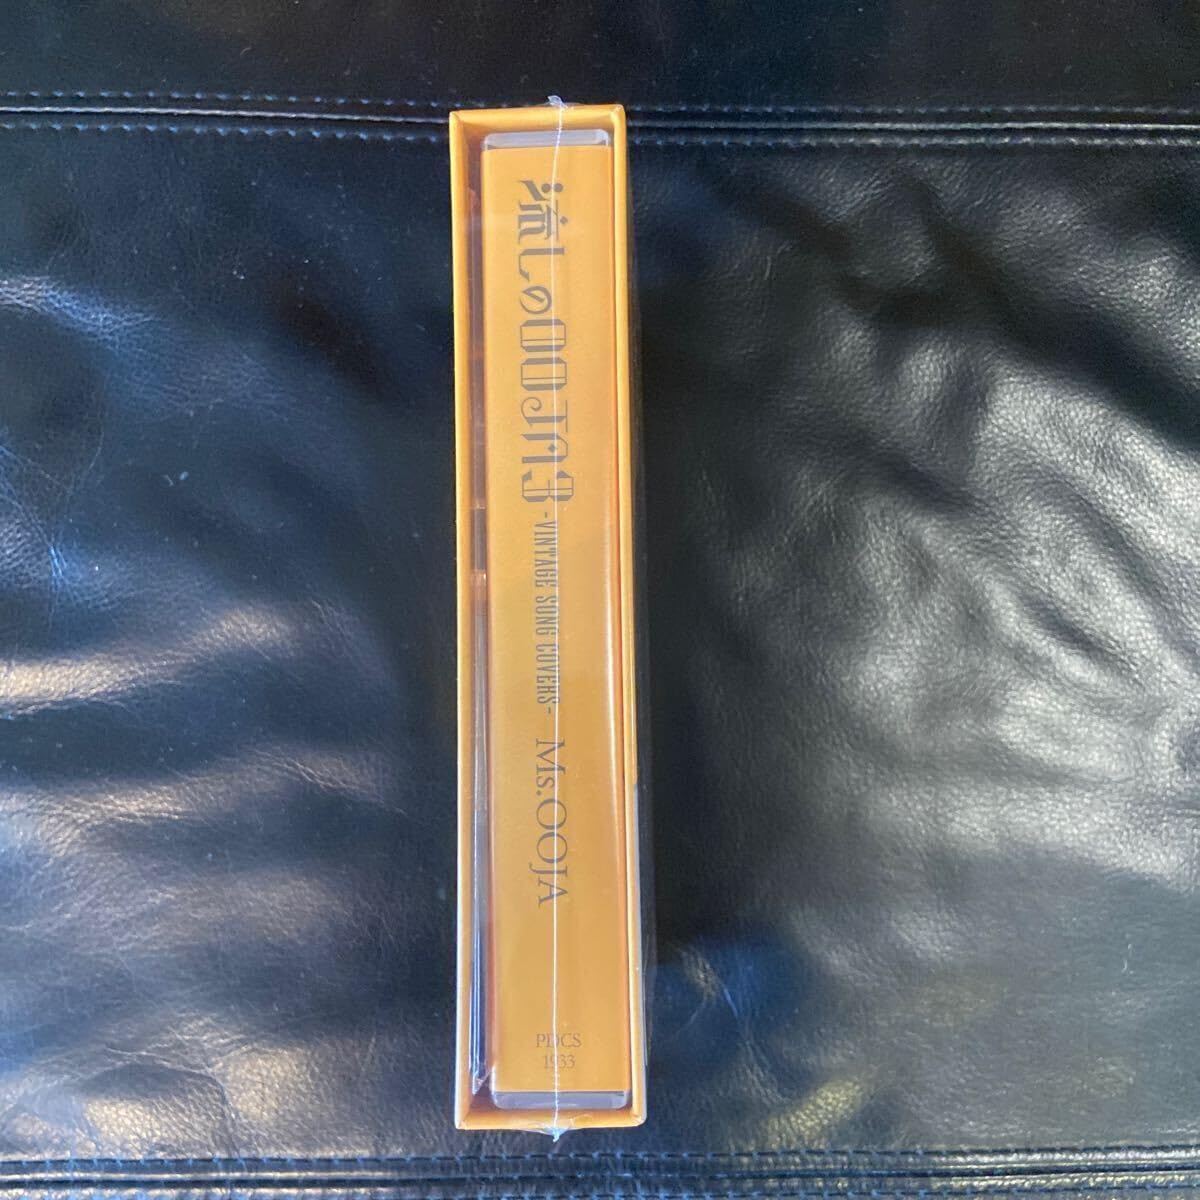 流しのOOJA 3 -VINTAGE SONG COVERS- Ms.OOJA
PDCS
1933